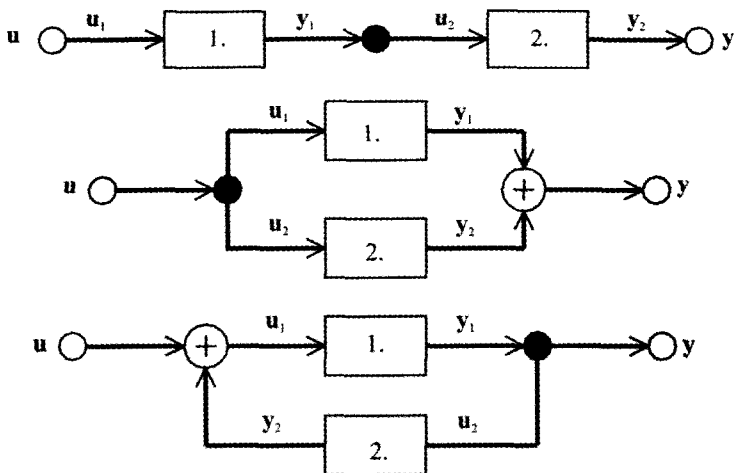 u u₁ 1. y₁ u₂ 2. y₂ y
u₁ 1. y₁
u + y
u₂ 2. y₂
u + u₁ 1. y₁ y
y₂ 2. u₂